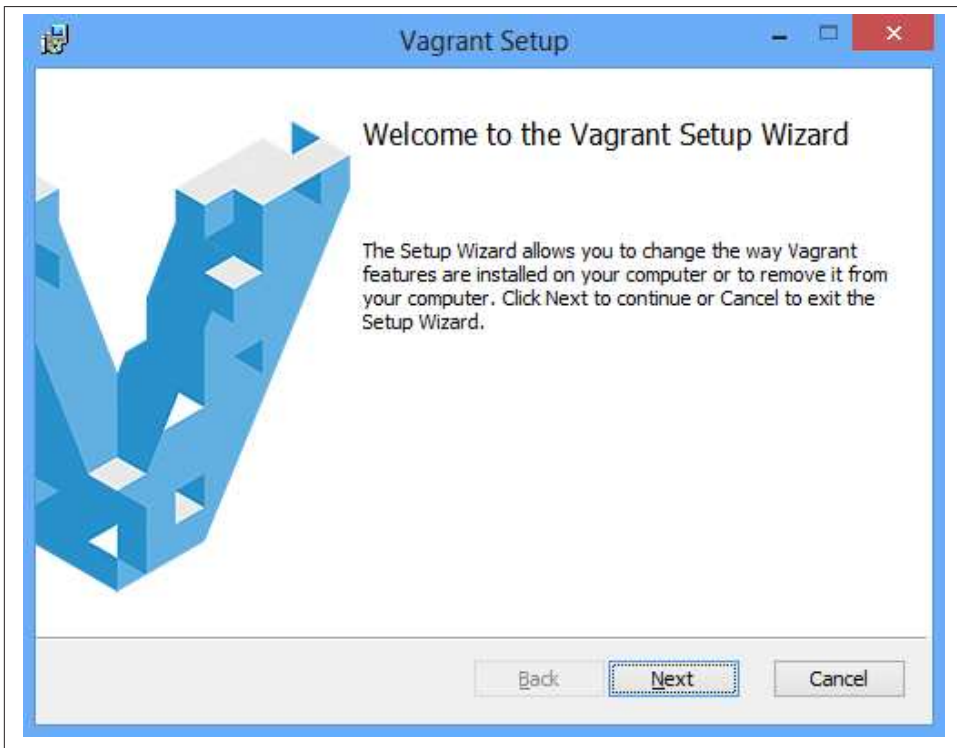 Vagrant Setup
Welcome to the Vagrant Setup Wizard
The Setup Wizard allows you to change the way Vagrant
features are installed on your computer or to remove it from
your computer. Click Next to continue or Cancel to exit the
Setup Wizard.
Back Next Cancel